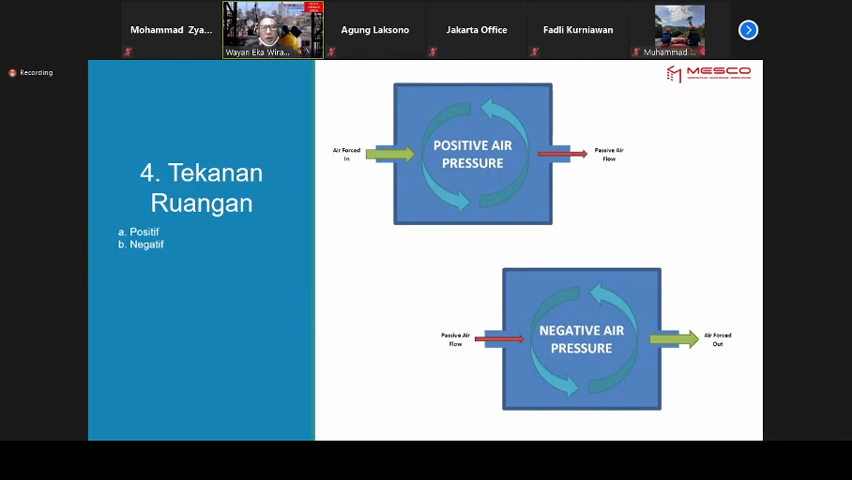 Mohammad Zya...
Agung Laksono
Jakarta Office
Fadli Kurniawan
Wayan Eka Wira...
Muhammad ...
Recording
MESCO
4. Tekanan
Ruangan
a. Positif
b. Negatif
Air Forced
In
POSITIVE AIR
PRESSURE
Passive Air
Flow
Passive Air
Flow
NEGATIVE AIR
PRESSURE
Air Forced
Out